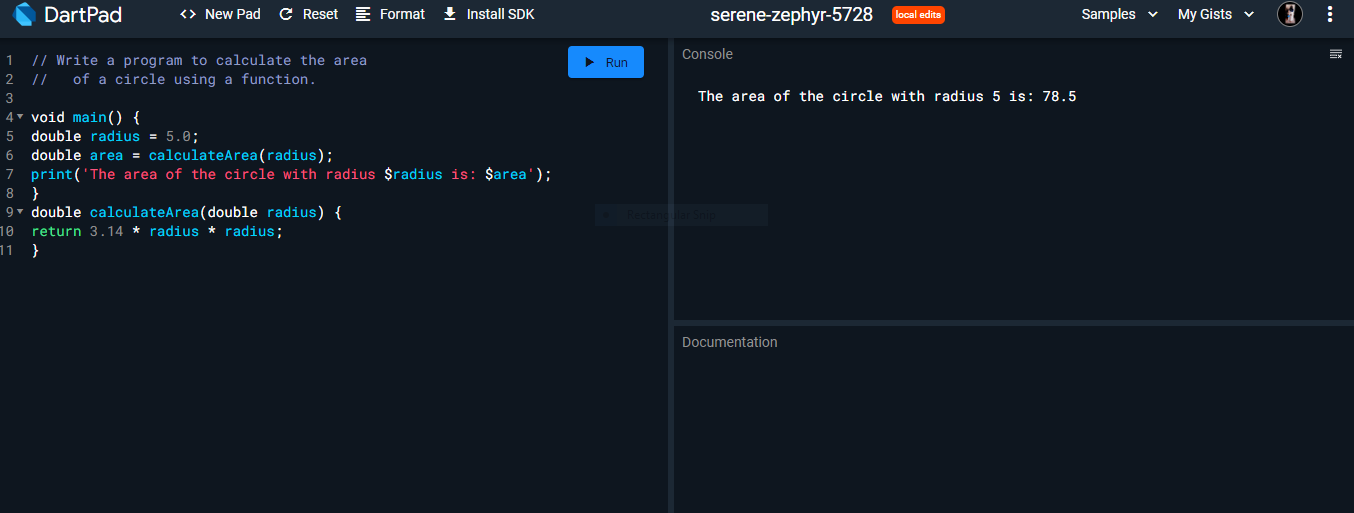 DartPad
<> New Pad
Reset
Format
Install SDK
serene-zephyr-5728
local edits
Samples
My Gists
1 // Write a program to calculate the area
2 //   of a circle using a function.
3
4 void main() {
5 double radius = 5.0;
6 double area = calculateArea(radius);
7 print('The area of the circle with radius $radius is: $area');
8 }
9 double calculateArea(double radius) {
10 return 3.14 * radius * radius;
11 }
Run
Rectangular Snip
Console
The area of the circle with radius 5 is: 78.5
Documentation